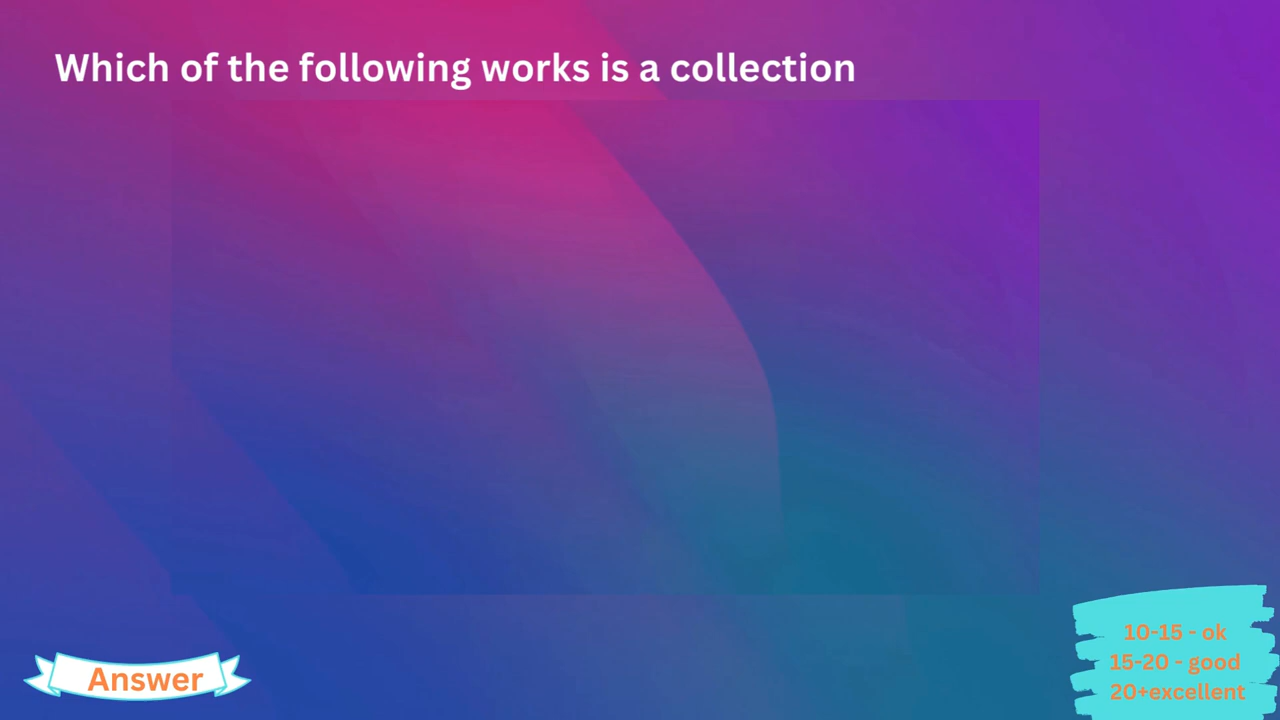 Which of the following works is a collection
Answer
10-15 - ok
15-20 - good
20+excellent